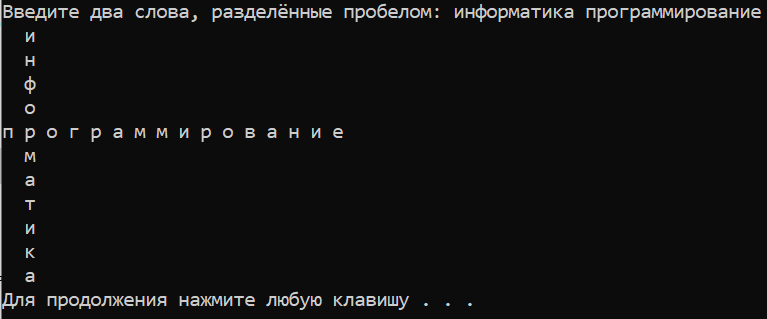 Введите два слова, разделённые пробелом: информатика программирование
и
н
ф
о
п р о г р а м м и р о в а н и е
м
а
т
и
к
а
Для продолжения нажмите любую клавишу . . .